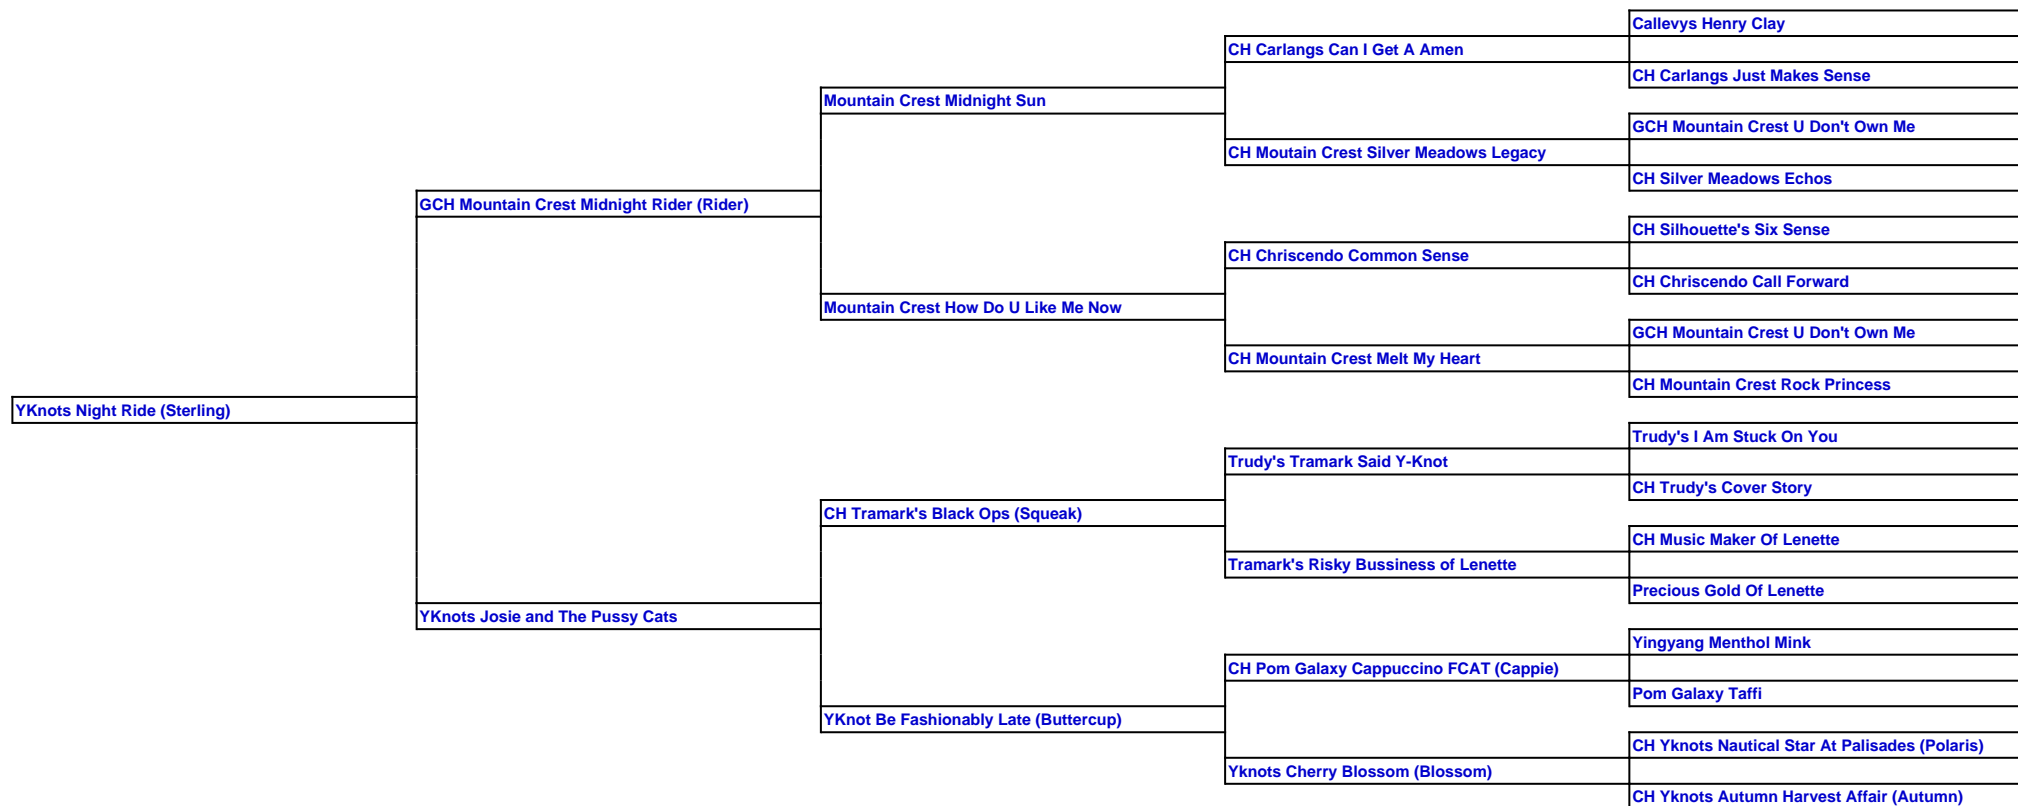 Callevys Henry Clay
CH Carlangs Can I Get A Amen
CH Carlangs Just Makes Sense
Mountain Crest Midnight Sun
GCH Mountain Crest U Don't Own Me
CH Moutain Crest Silver Meadows Legacy
CH Silver Meadows Echos
GCH Mountain Crest Midnight Rider (Rider)
CH Silhouette's Six Sense
CH Chriscendo Common Sense
CH Chriscendo Call Forward
Mountain Crest How Do U Like Me Now
GCH Mountain Crest U Don't Own Me
CH Mountain Crest Melt My Heart
CH Mountain Crest Rock Princess
YKnots Night Ride (Sterling)
Trudy's I Am Stuck On You
Trudy's Tramark Said Y-Knot
CH Trudy's Cover Story
CH Tramark's Black Ops (Squeak)
CH Music Maker Of Lenette
Tramark's Risky Bussiness of Lenette
Precious Gold Of Lenette
YKnots Josie and The Pussy Cats
Yingyang Menthol Mink
CH Pom Galaxy Cappuccino FCAT (Cappie)
Pom Galaxy Taffi
YKnot Be Fashionably Late (Buttercup)
CH Yknots Nautical Star At Palisades (Polaris)
Yknots Cherry Blossom (Blossom)
CH Yknots Autumn Harvest Affair (Autumn)